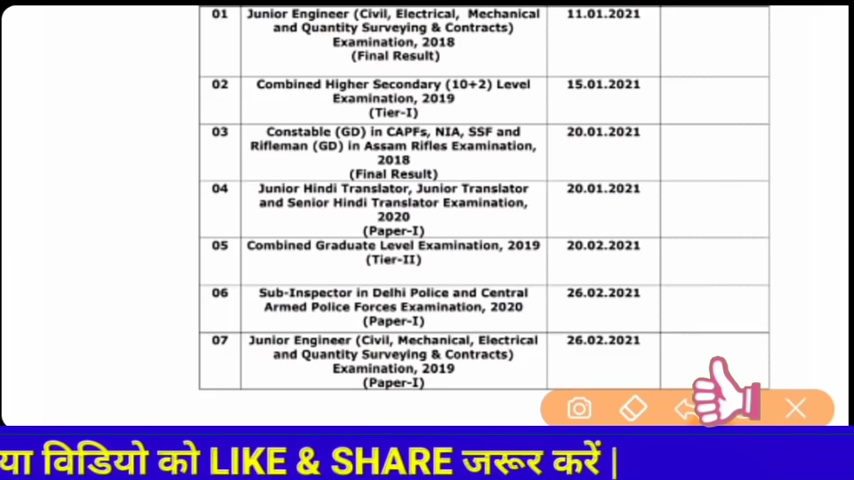 01 Junior Engineer (Civil, Electrical, Mechanical 11.01.2021
and Quantity Surveying & Contracts)
Examination, 2018
(Final Result)
02 Combined Higher Secondary (10+2) Level 15.01.2021
Examination, 2019
(Tier-I)
03 Constable (GD) in CAPFs, NIA, SSF and 20.01.2021
Rifleman (GD) in Assam Rifles Examination,
2018
(Final Result)
04 Junior Hindi Translator, Junior Translator 20.01.2021
and Senior Hindi Translator Examination,
2020
(Paper-I)
05 Combined Graduate Level Examination, 2019 20.02.2021
(Tier-II)
06 Sub-Inspector in Delhi Police and Central 26.02.2021
Armed Police Forces Examination, 2020
(Paper-I)
07 Junior Engineer (Civil, Mechanical, Electrical 26.02.2021
and Quantity Surveying & Contracts)
Examination, 2019
(Paper-I)
या विडियो को LIKE & SHARE जरूर करें |